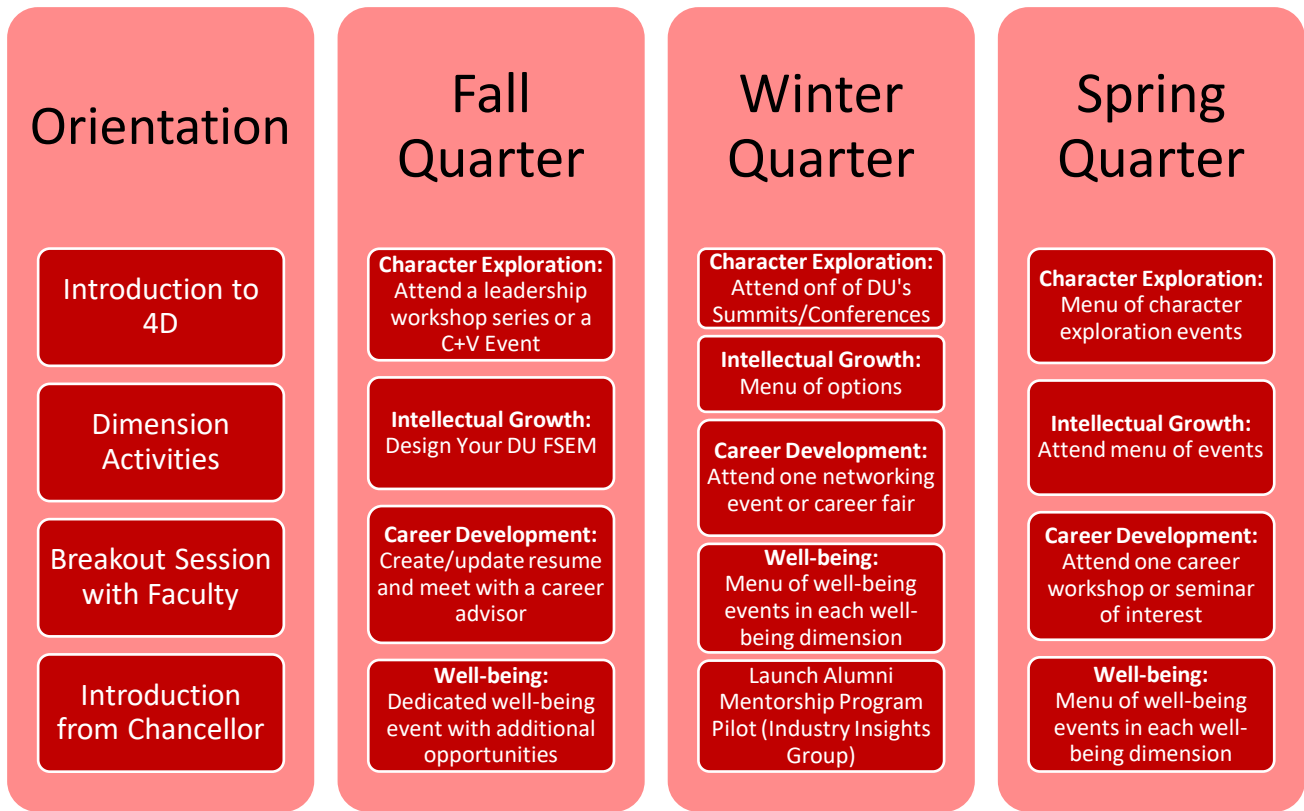 Orientation
Introduction to
4D
Dimension
Activities
Breakout Session
with Faculty
Introduction
from Chancellor
Fall
Quarter
Character Exploration:
Attend a leadership
workshop series or a
C+V Event
Intellectual Growth:
Design Your DU FSEM
Career Development:
Create/update resume
and meet with a career
advisor
Well-being:
Dedicated well-being
event with additional
opportunities
Winter
Quarter
Character Exploration:
Attend onf of DU's
Summits/Conferences
Intellectual Growth:
Menu of options
Career Development:
Attend one networking
event or career fair
Well-being:
Menu of well-being
events in each well-
being dimension
Launch Alumni
Mentorship Program
Pilot (Industry Insights
Group)
Spring
Quarter
Character Exploration:
Menu of character
exploration events
Intellectual Growth:
Attend menu of events
Career Development:
Attend one career
workshop or seminar
of interest
Well-being:
Menu of well-being
events in each well-
being dimension